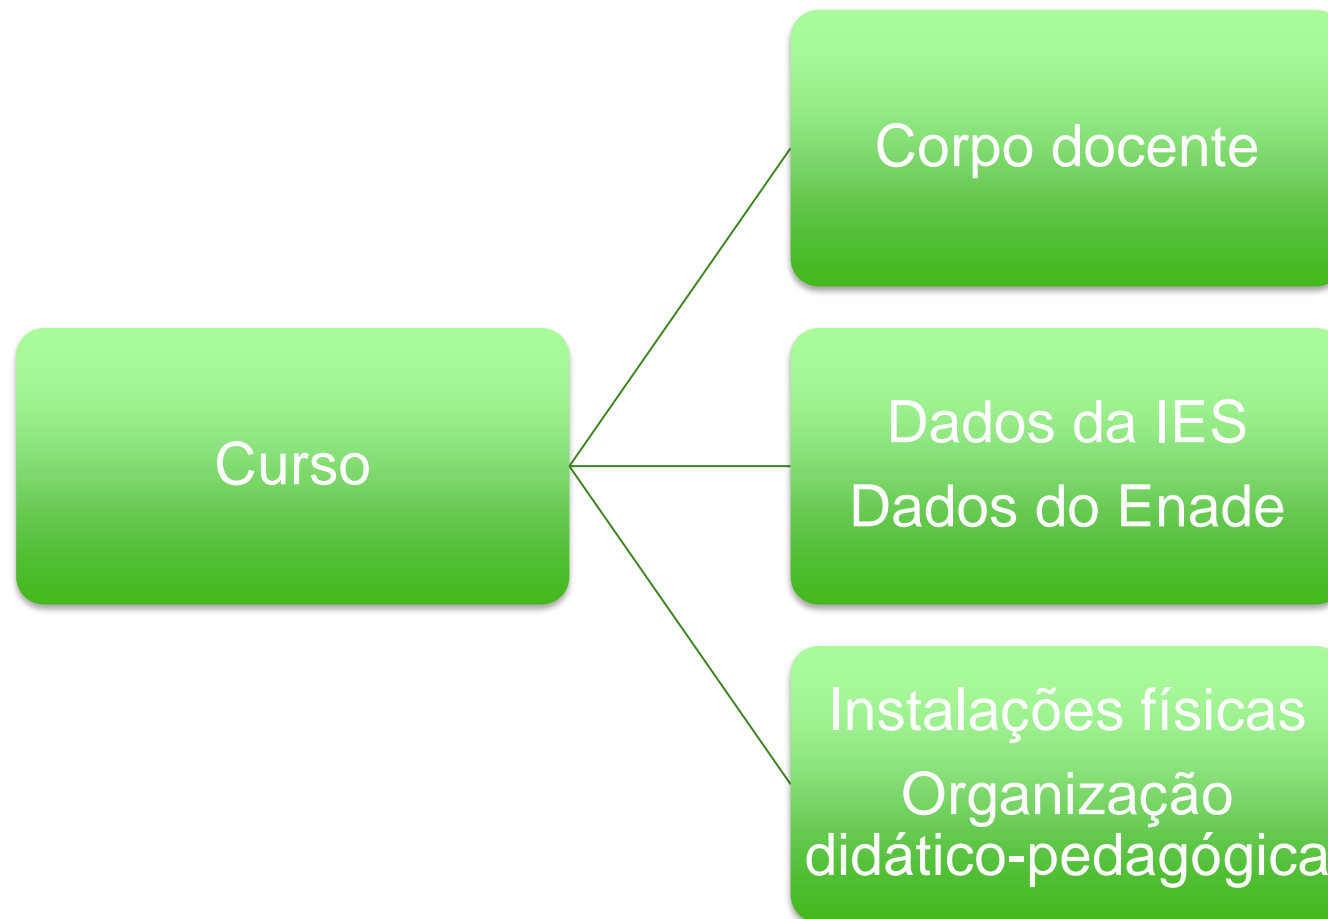 Corpo docente
Curso
Dados da IES
Dados do Enade
Instalações físicas
Organização
didático-pedagógica